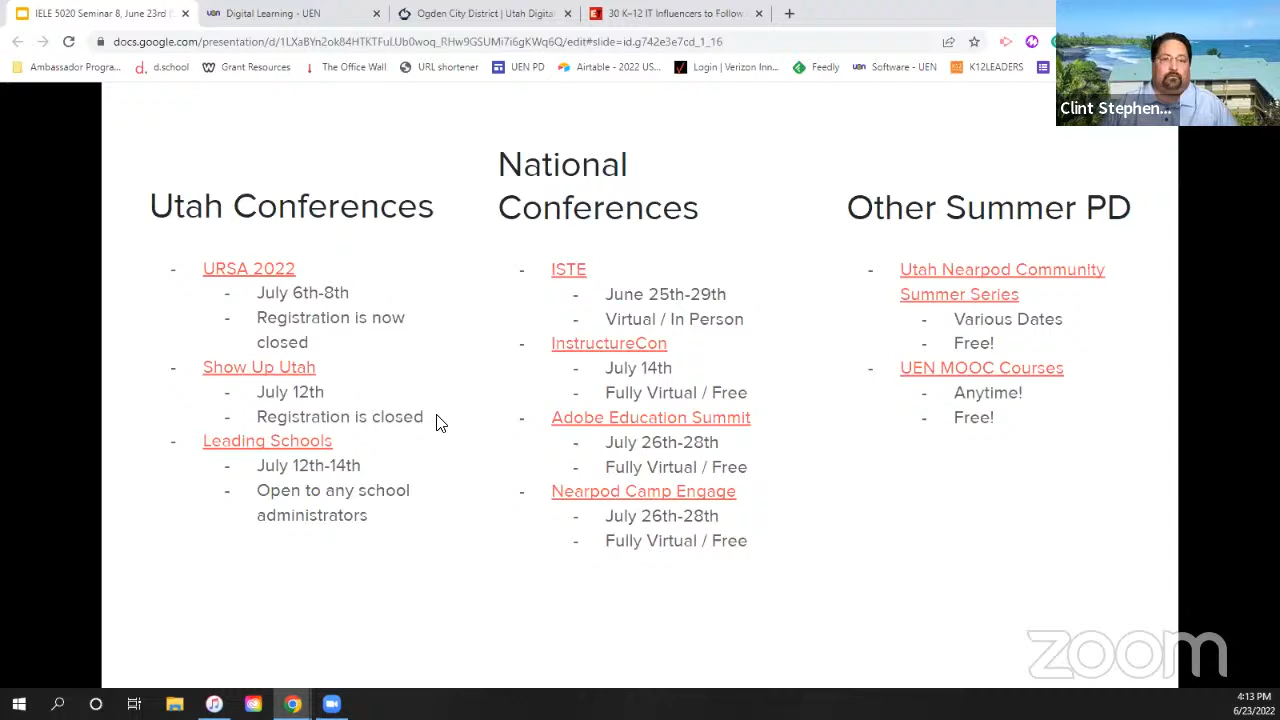 IELE 5020 Seminar 8, June 23rd
Digital Learning - UEN
Ogden City District | Utah Digital
30 K–12 IT Influencers to Follow
docs.google.com/presentation/d/1LXaBYn2ck84HTKTFuLUb0woq_RHw9GSUMi7i6gKWq6Q/edit#slide=id.g742e3e7cd_1_16
Ambassador Progra...
d.school
Grant Resources
The Office Wall
URL shorterter
UEN PD
Airtable - 2022 US...
Login | Verizon Inn...
Feedly
Software - UEN
K12LEADERS
Clint Stephen...
Utah Conferences
- URSA 2022
- July 6th-8th
- Registration is now
closed
- Show Up Utah
- July 12th
- Registration is closed
- Leading Schools
- July 12th-14th
- Open to any school
administrators
National
Conferences
- ISTE
- June 25th-29th
- Virtual / In Person
- InstructureCon
- July 14th
- Fully Virtual / Free
- Adobe Education Summit
- July 26th-28th
- Fully Virtual / Free
- Nearpod Camp Engage
- July 26th-28th
- Fully Virtual / Free
Other Summer PD
- Utah Nearpod Community
Summer Series
- Various Dates
- Free!
- UEN MOOC Courses
- Anytime!
- Free!
zoom
4:13 PM
6/23/2022